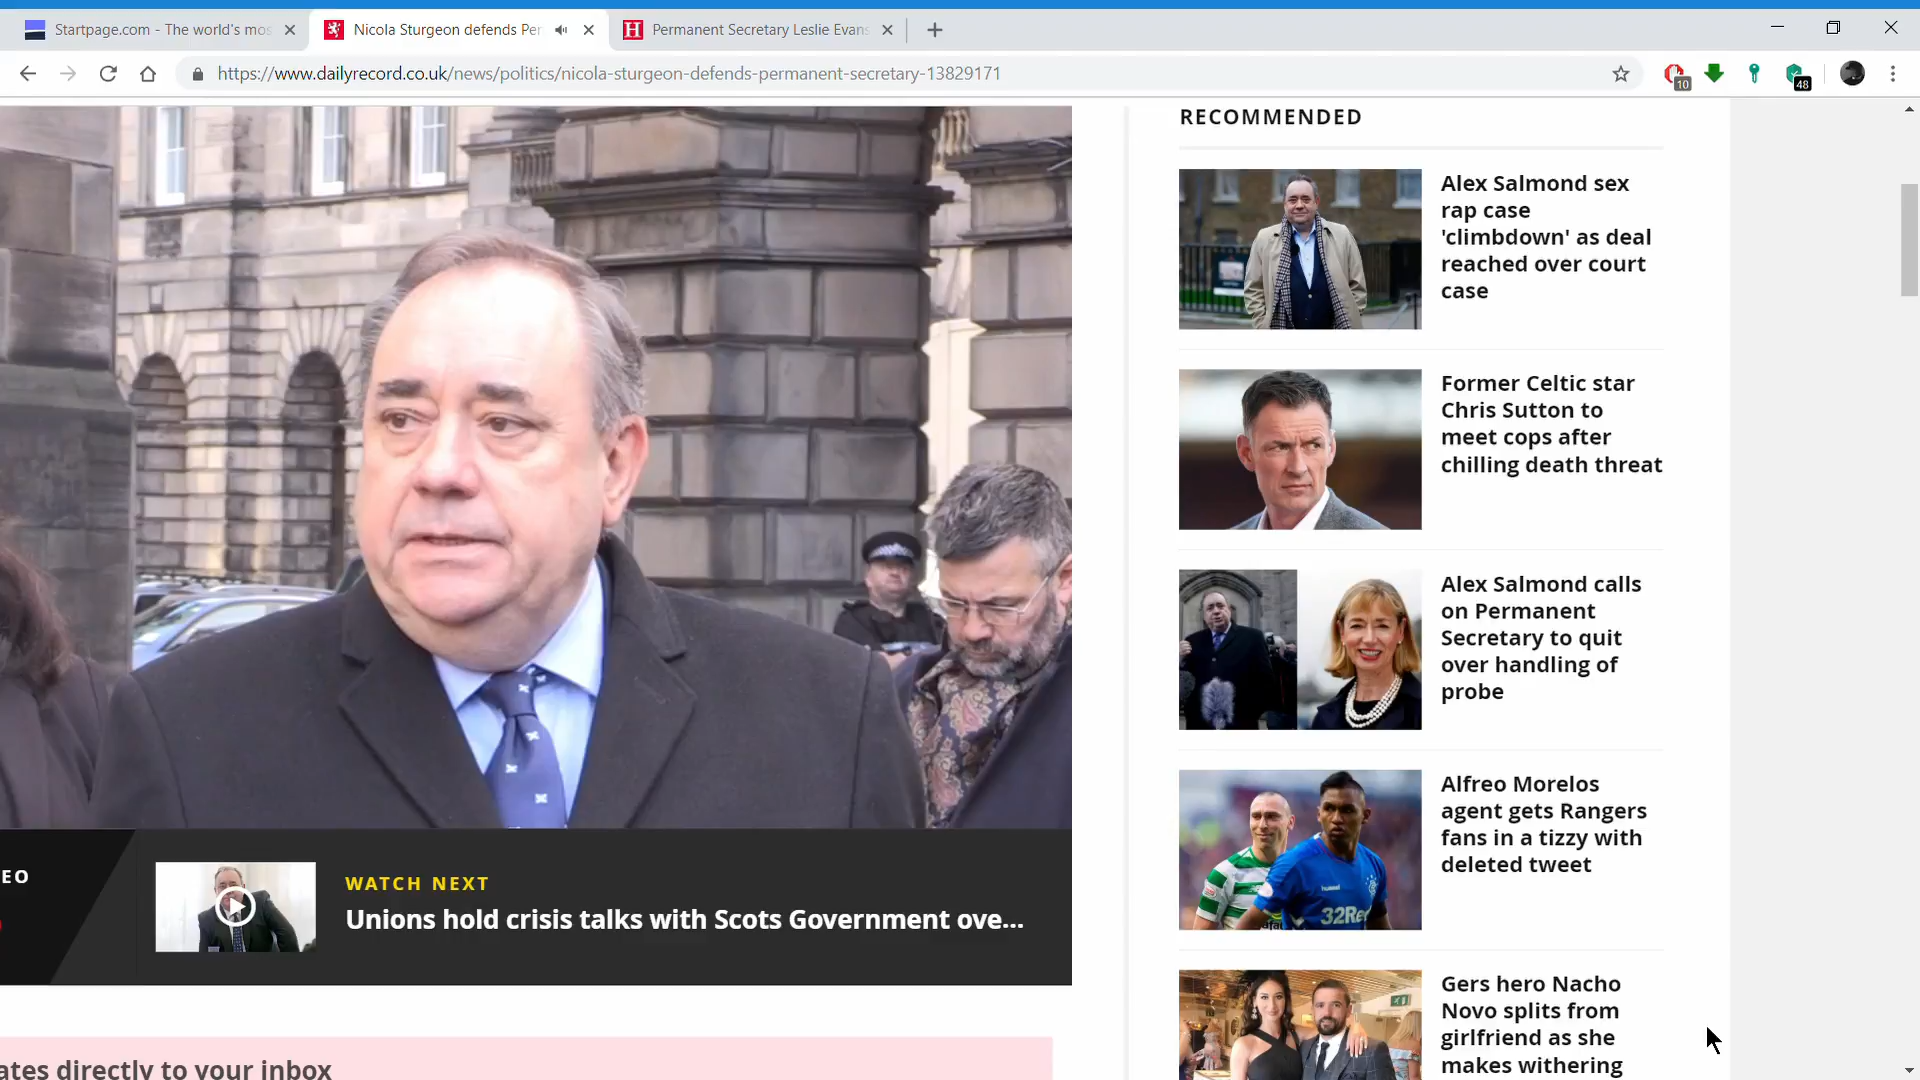 Startpage.com - The world's mos
Nicola Sturgeon defends Per
Permanent Secretary Leslie Evans
https://www.dailyrecord.co.uk/news/politics/nicola-sturgeon-defends-permanent-secretary-13829171
10
48
RECOMMENDED
Alex Salmond sex
rap case
'climbdown' as deal
reached over court
case
Former Celtic star
Chris Sutton to
meet cops after
chilling death threat
Alex Salmond calls
on Permanent
Secretary to quit
over handling of
probe
Alfreo Morelos
agent gets Rangers
fans in a tizzy with
deleted tweet
hummel
32Re
Gers hero Nacho
Novo splits from
girlfriend as she
makes withering
EO
WATCH NEXT
Unions hold crisis talks with Scots Government ove...
ates directly to your inbox